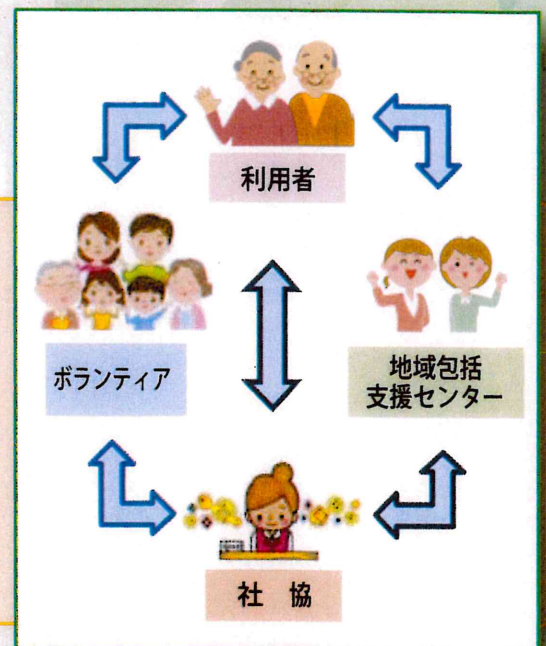 利用者
ボランティア
地域包括
支援センター
社 協